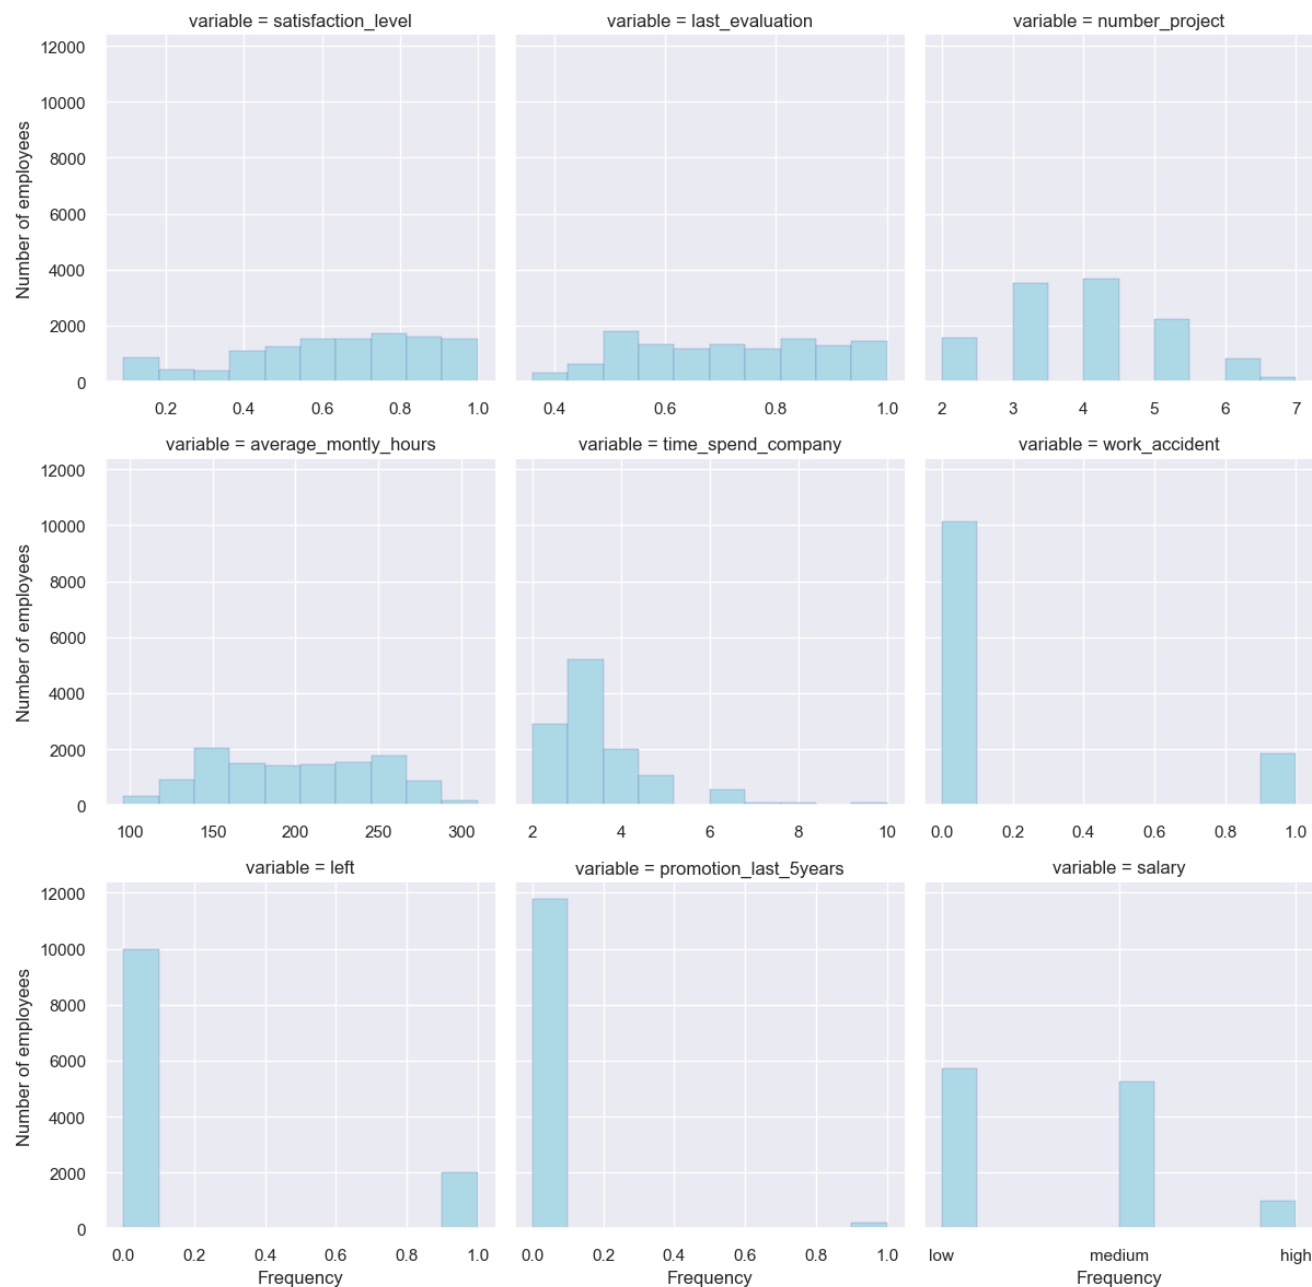 variable = satisfaction_level
variable = last_evaluation
variable = number_project
12000
10000
8000
6000
4000
2000
0
Number of employees
0.2 0.4 0.6 0.8 1.0
0.4 0.6 0.8 1.0
2 3 4 5 6 7
variable = average_montly_hours
variable = time_spend_company
variable = work_accident
12000
10000
8000
6000
4000
2000
0
Number of employees
100 150 200 250 300
2 4 6 8 10
0.0 0.2 0.4 0.6 0.8 1.0
variable = left
variable = promotion_last_5years
variable = salary
12000
10000
8000
6000
4000
2000
0
Number of employees
0.0 0.2 0.4 0.6 0.8 1.0
0.0 0.2 0.4 0.6 0.8 1.0
low medium high
Frequency
Frequency
Frequency